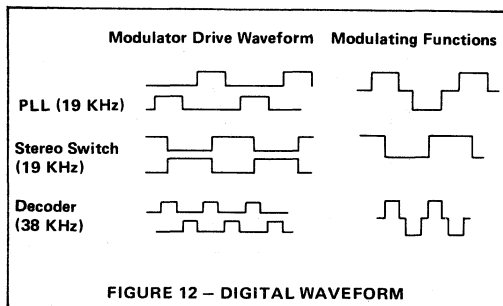 Modulator Drive Waveform Modulating Functions
PLL (19 KHz)
Stereo Switch
(19 KHz)
Decoder
(38 KHz)
FIGURE 12 – DIGITAL WAVEFORM